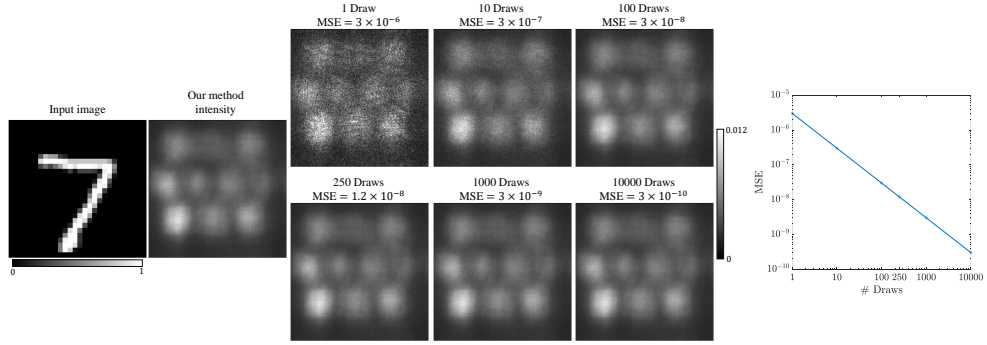 Input image
0 1
Our method
intensity
1 Draw
MSE = 3 × 10⁻⁶
10 Draws
MSE = 3 × 10⁻⁷
100 Draws
MSE = 3 × 10⁻⁸
250 Draws
MSE = 1.2 × 10⁻⁸
1000 Draws
MSE = 3 × 10⁻⁹
10000 Draws
MSE = 3 × 10⁻¹⁰
0.012
0
10⁻⁵
10⁻⁶
10⁻⁷
10⁻⁸
10⁻⁹
10⁻¹⁰
MSE
1 10 100 250 1000 10000
# Draws